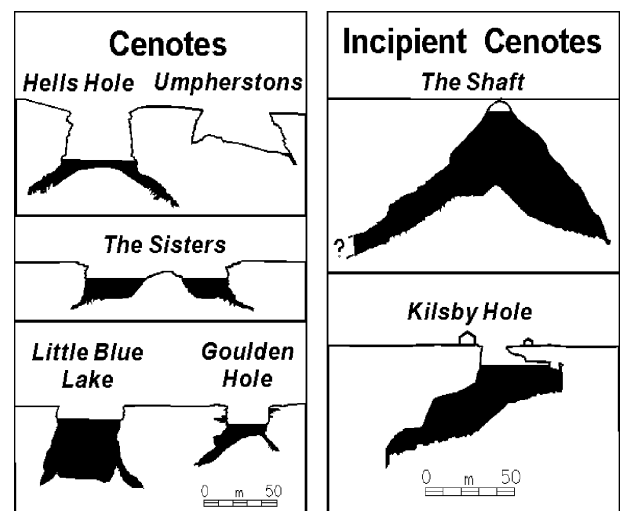 Cenotes
Hells Hole Umpherstons
The Sisters
Little Blue
Lake
Goulden
Hole
0 m 50
Incipient Cenotes
The Shaft
?
Kilsby Hole
0 m 50